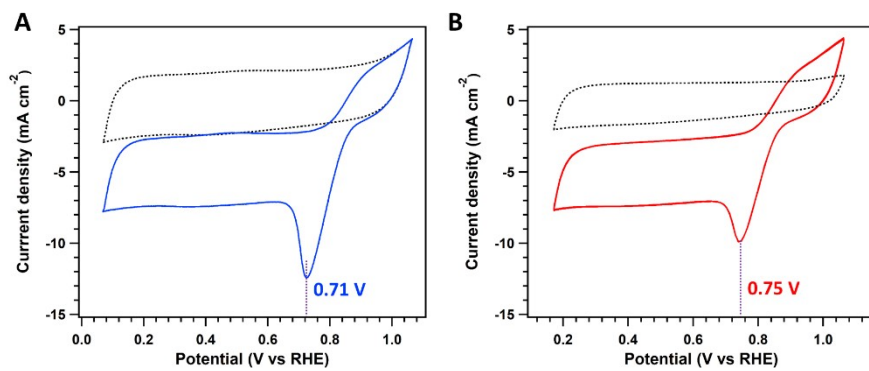 A
Currrent density (mA cm⁻²)
5
0
-5
-10
-15
0.71 V
0.0 0.2 0.4 0.6 0.8 1.0
Potential (V vs RHE)
B
Current density (mA cm⁻²)
5
0
-5
-10
-15
0.75 V
0.2 0.4 0.6 0.8 1.0
Potential (V vs RHE)